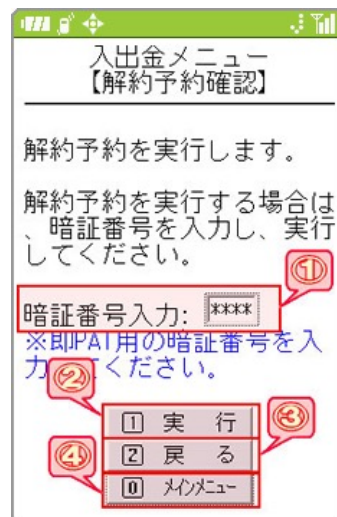 入出金メニュー
【解約予約確認】
解約予約を実行します。
解約予約を実行する場合は
、暗証番号を入力し、実行
してください。
①
暗証番号入力: ****
※即PAT用の暗証番号を入
力してください。
②
1 実 行
③
2 戻 る
④
0 メインメニュー